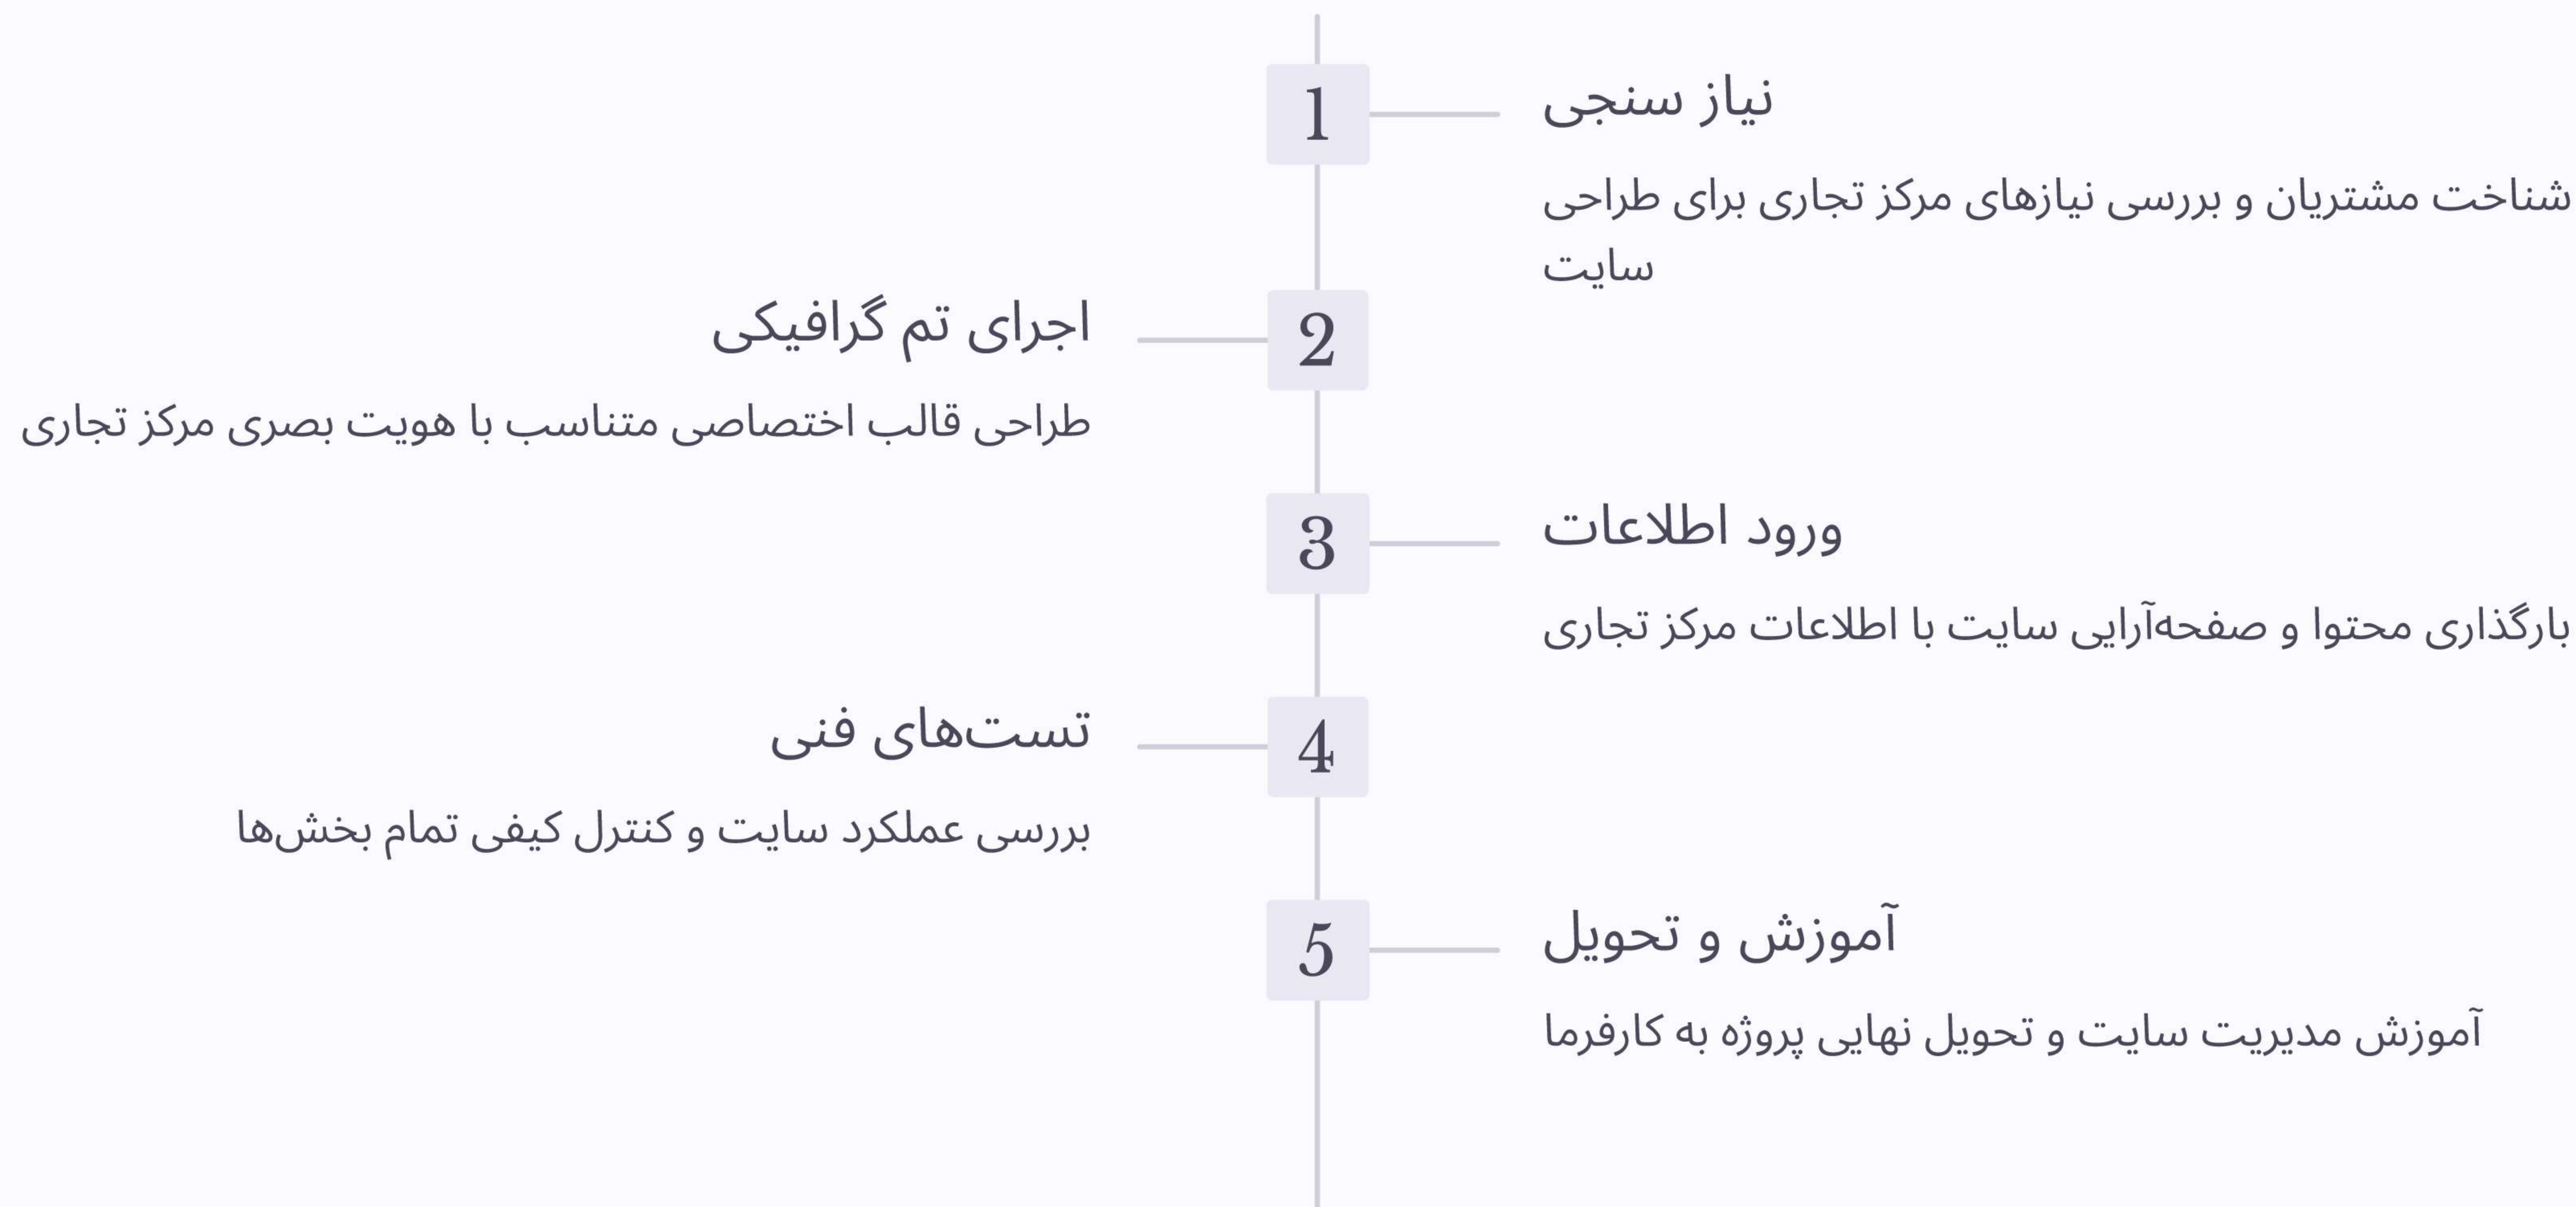 1
نیاز سنجی
شناخت مشتریان و بررسی نیازهای مرکز تجاری برای طراحی
سایت
2
اجرای تم گرافیکی
طراحی قالب اختصاصی متناسب با هویت بصری مرکز تجاری
3
ورود اطلاعات
بارگذاری محتوا و صفحه‌آرایی سایت با اطلاعات مرکز تجاری
4
تست‌های فنی
بررسی عملکرد سایت و کنترل کیفی تمام بخش‌ها
5
آموزش و تحویل
آموزش مدیریت سایت و تحویل نهایی پروژه به کارفرما